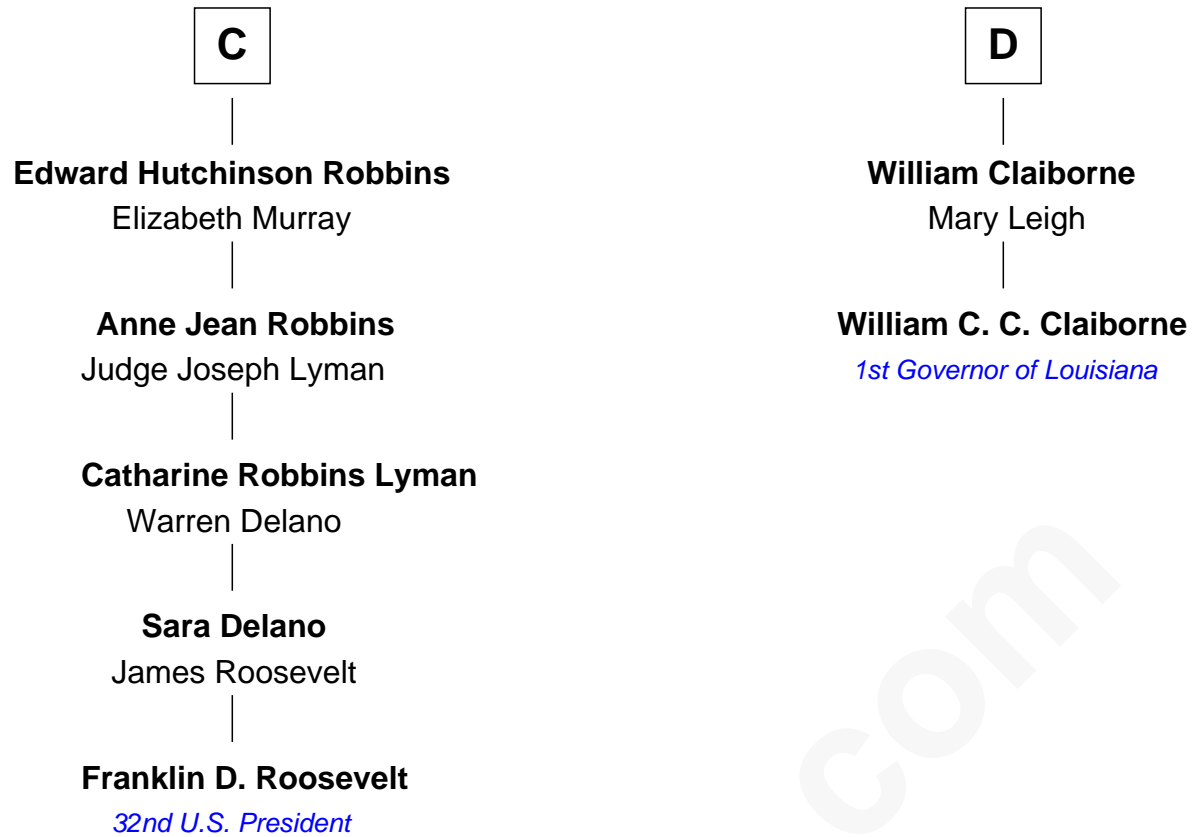 C
Edward Hutchinson Robbins
Elizabeth Murray
Anne Jean Robbins
Judge Joseph Lyman
Catharine Robbins Lyman
Warren Delano
Sara Delano
James Roosevelt
Franklin D. Roosevelt
32nd U.S. President
D
William Claiborne
Mary Leigh
William C. C. Claiborne
1st Governor of Louisiana
com